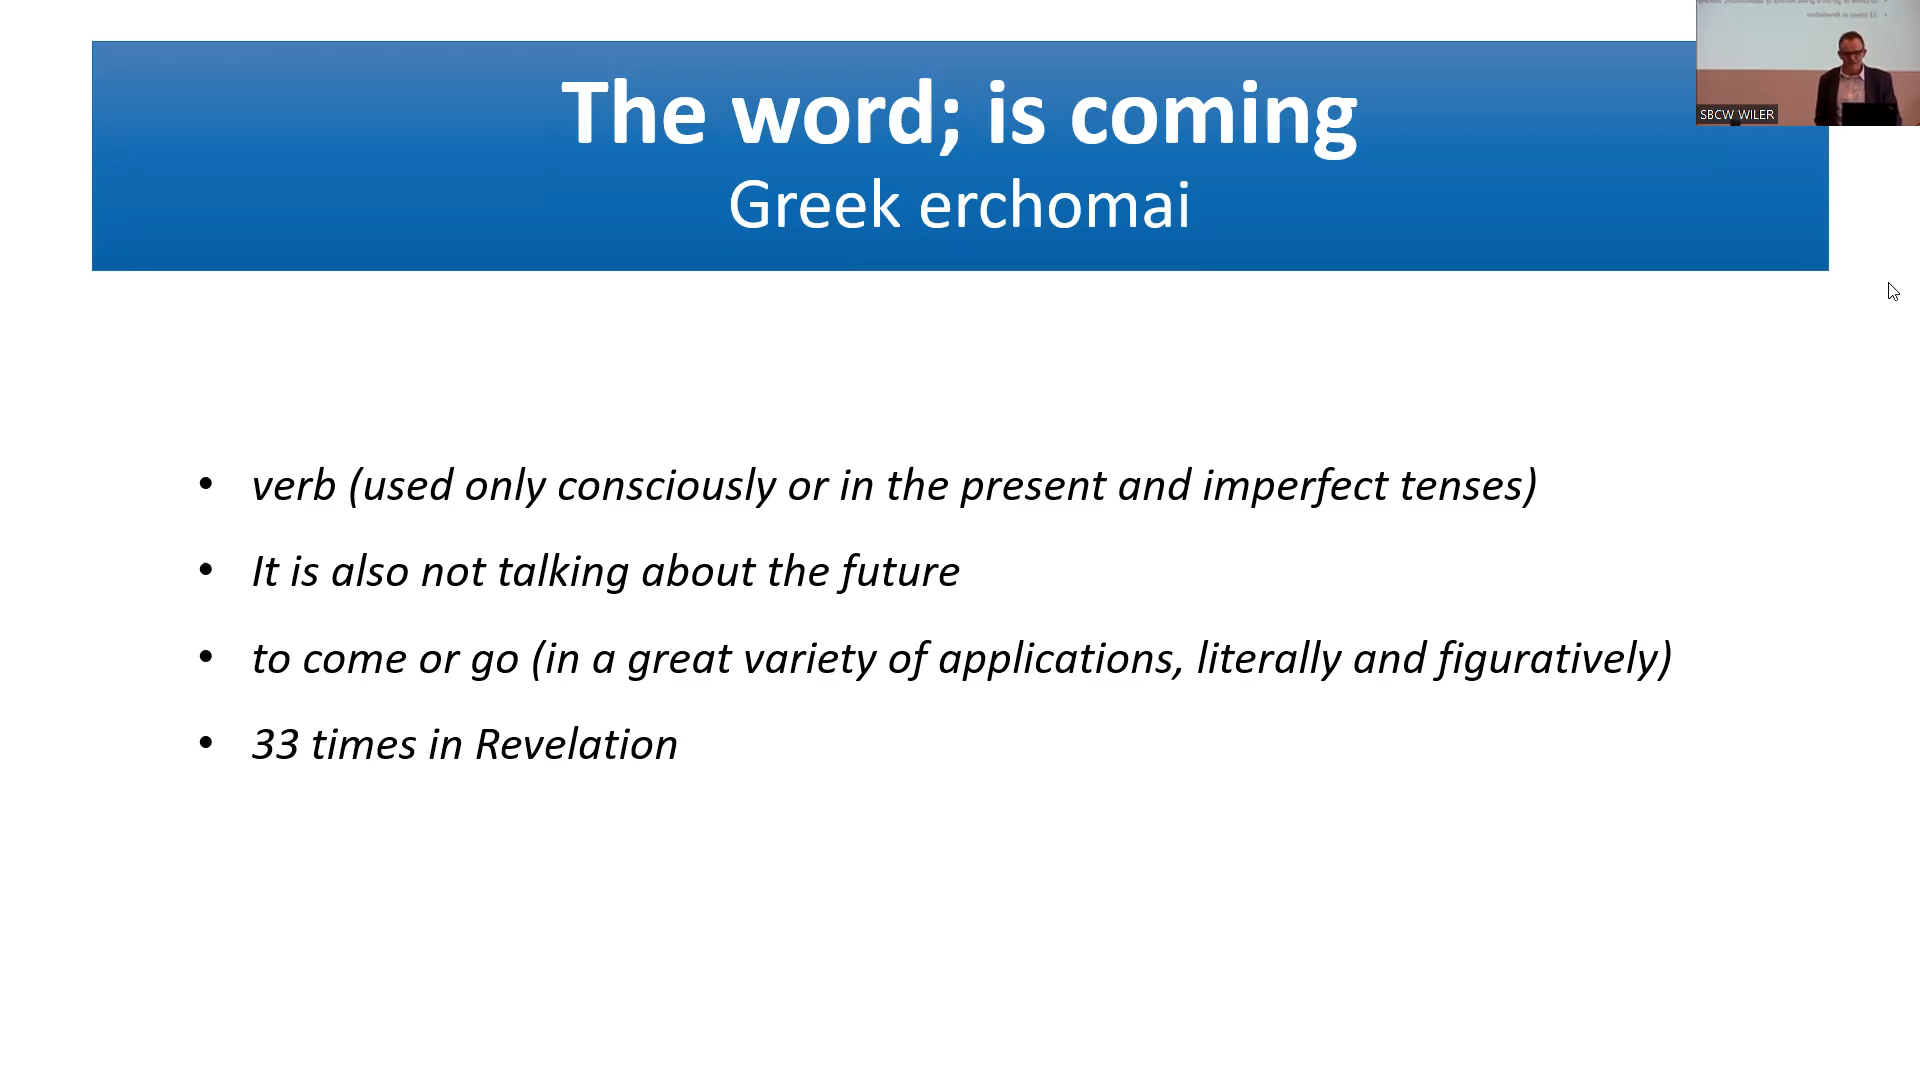 The word; is coming
Greek erchomai
SBCW WILER
• verb (used only consciously or in the present and imperfect tenses)
• It is also not talking about the future
• to come or go (in a great variety of applications, literally and figuratively)
• 33 times in Revelation